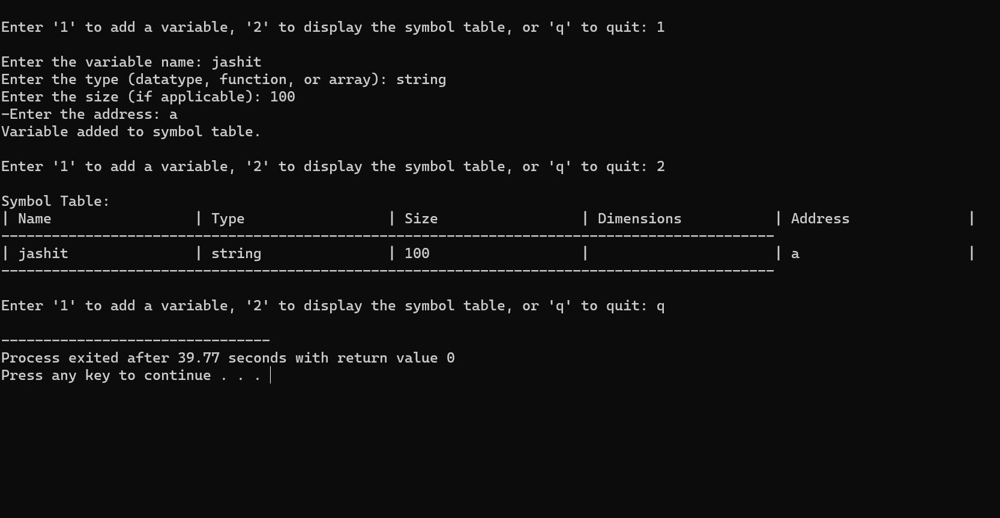 Enter '1' to add a variable, '2' to display the symbol table, or 'q' to quit: 1
Enter the variable name: jashit
Enter the type (datatype, function, or array): string
Enter the size (if applicable): 100
-Enter the address: a
Variable added to symbol table.
Enter '1' to add a variable, '2' to display the symbol table, or 'q' to quit: 2
Symbol Table:
| Name                 | Type                 | Size                 | Dimensions           | Address              |
--------------------------------------------------------------------------------------------
| jashit               | string               | 100                  |                      | a                    |
--------------------------------------------------------------------------------------------
Enter '1' to add a variable, '2' to display the symbol table, or 'q' to quit: q
--------------------------------
Process exited after 39.77 seconds with return value 0
Press any key to continue . . .